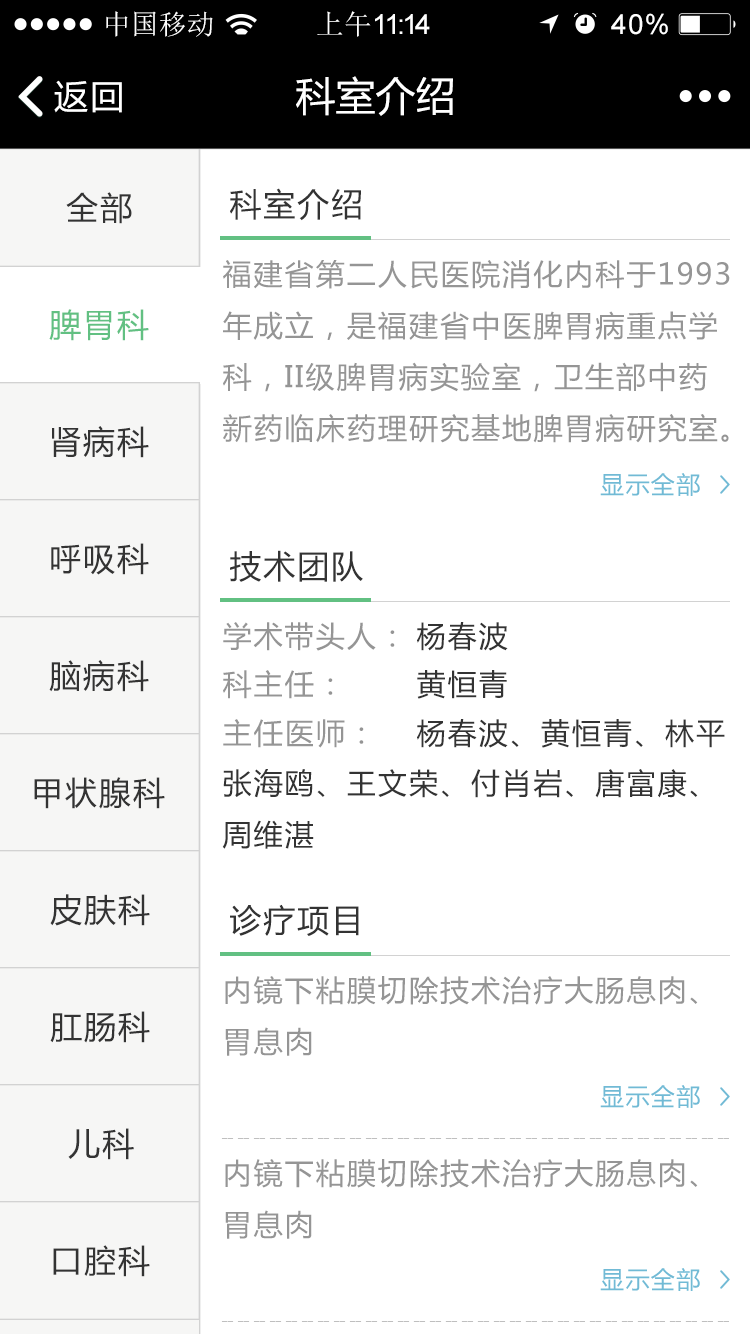 中国移动 上午11:14 40%
返回 科室介绍
全部
脾胃科
肾病科
呼吸科
脑病科
甲状腺科
皮肤科
肛肠科
儿科
口腔科
科室介绍
福建省第二人民医院消化内科于1993
年成立，是福建省中医脾胃病重点学
科，II级脾胃病实验室，卫生部中药
新药临床药理研究基地脾胃病研究室。
显示全部
技术团队
学术带头人： 杨春波
科主任： 黄恒青
主任医师： 杨春波、黄恒青、林平
张海鸥、王文荣、付肖岩、唐富康、
周维湛
诊疗项目
内镜下粘膜切除技术治疗大肠息肉、
胃息肉
显示全部
内镜下粘膜切除技术治疗大肠息肉、
胃息肉
显示全部